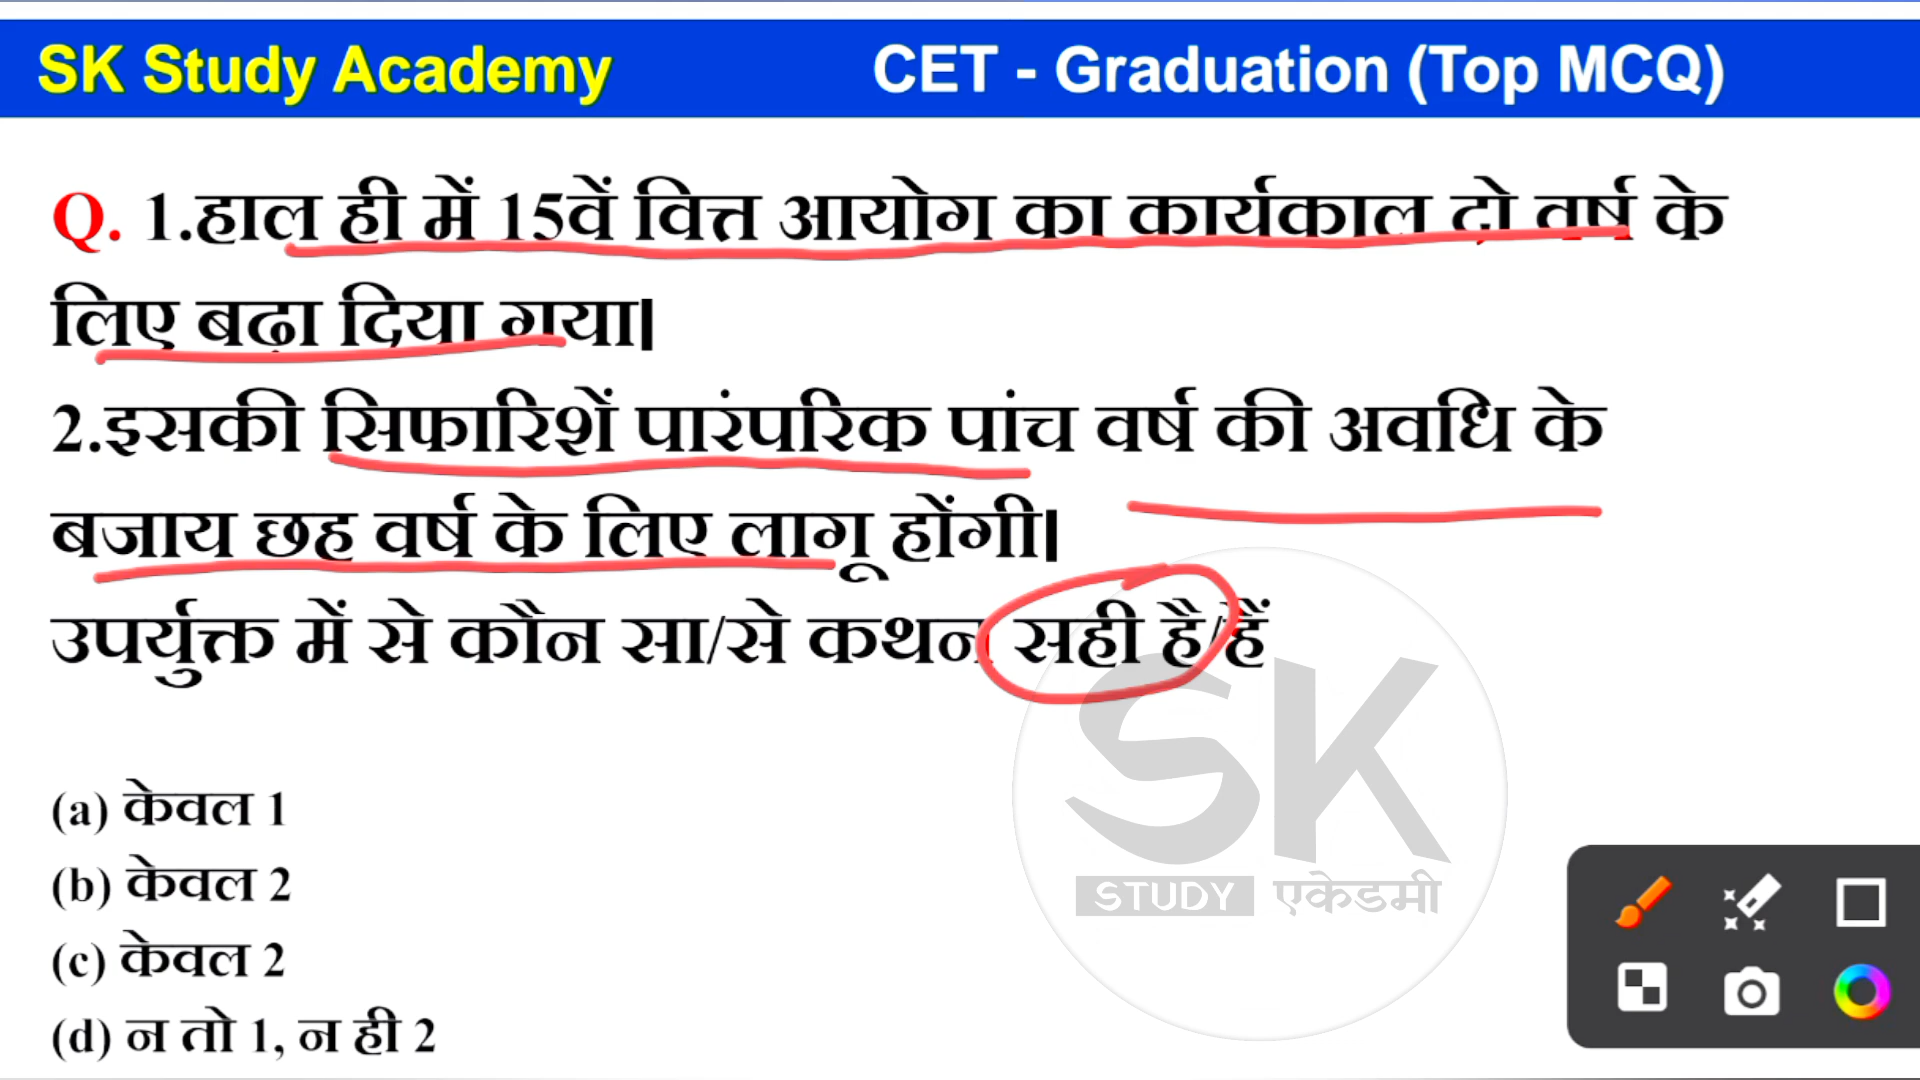 SK Study Academy
CET - Graduation (Top MCQ)
Q. 1.हाल ही में 15वें वित्त आयोग का कार्यकाल दो वर्ष के
लिए बढ़ा दिया गया|
2.इसकी सिफारिशें पारंपरिक पांच वर्ष की अवधि के
बजाय छह वर्ष के लिए लागू होंगी|
उपर्युक्त में से कौन सा/से कथन सही है/हैं
(a) केवल 1
(b) केवल 2
(c) केवल 2
(d) न तो 1, न ही 2
SK
STUDY एकेडमी